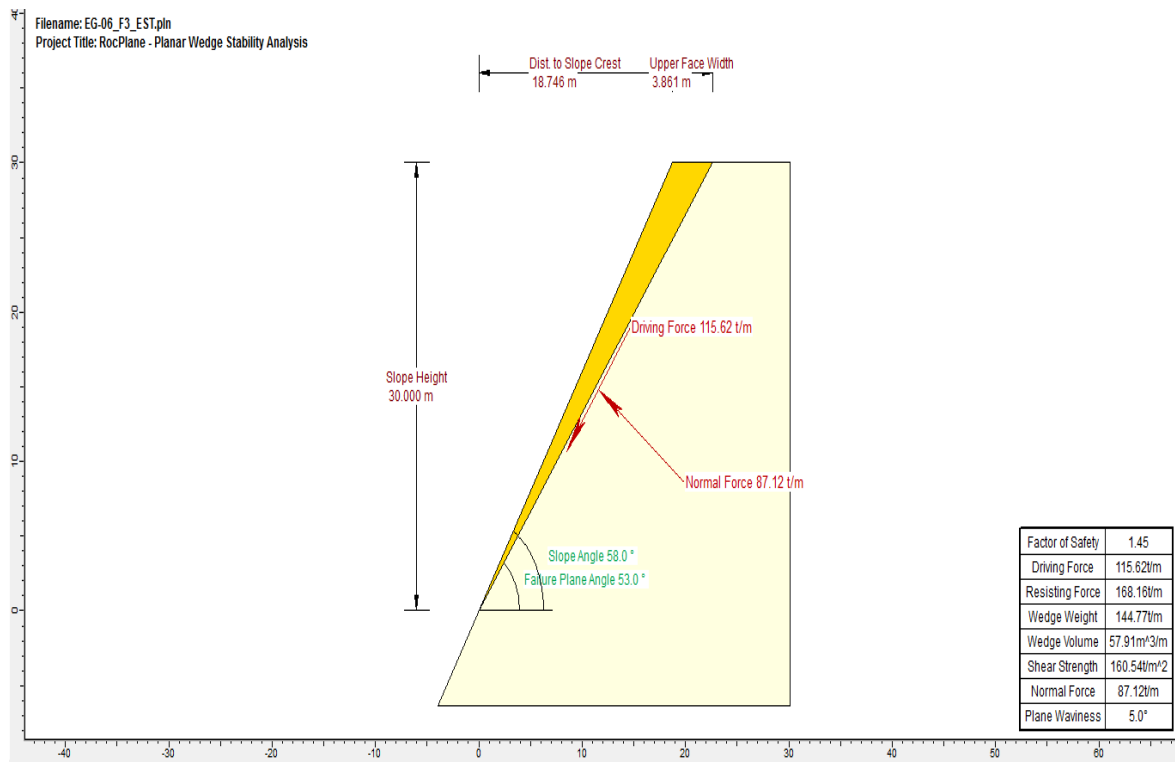 Filename: EG-06_F3_EST.pln
Project Title: RocPlane - Planar Wedge Stability Analysis
Dist. to Slope Crest Upper Face Width
18.746 m 3.861 m
Slope Height
30.000 m
Driving Force 115.62 t/m
Normal Force 87.12 t/m
Slope Angle 58.0 °
Failure Plane Angle 53.0 °
Factor of Safety 1.45
Driving Force 115.62t/m
Resisting Force 168.16t/m
Wedge Weight 144.77t/m
Wedge Volume 57.91m^3/m
Shear Strength 160.54t/m^2
Normal Force 87.12t/m
Plane Waviness 5.0°
40
30
20
10
0
-40 -30 -20 -10 0 10 20 30 40 50 60